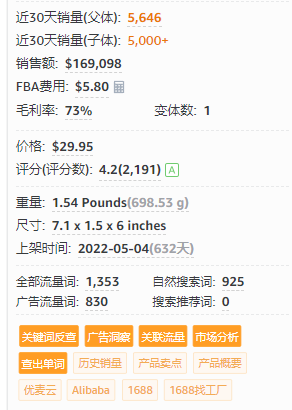 近30天销量(父体): 5,646
近30天销量(子体): 5,000+
销售额: $169,098
FBA费用: $5.80
毛利率: 73% 变体数: 1
价格: $29.95
评分(评分数): 4.2(2,191) A
重量: 1.54 Pounds(698.53 g)
尺寸: 7.1 x 1.5 x 6 inches
上架时间: 2022-05-04(632天)
全部流量词: 1,353 自然搜索词: 925
广告流量词: 830 搜索推荐词: 0
关键词反查 广告洞察 关联流量 市场分析
查出单词 历史销量 产品卖点 产品概要
优麦云 Alibaba 1688 1688找工厂